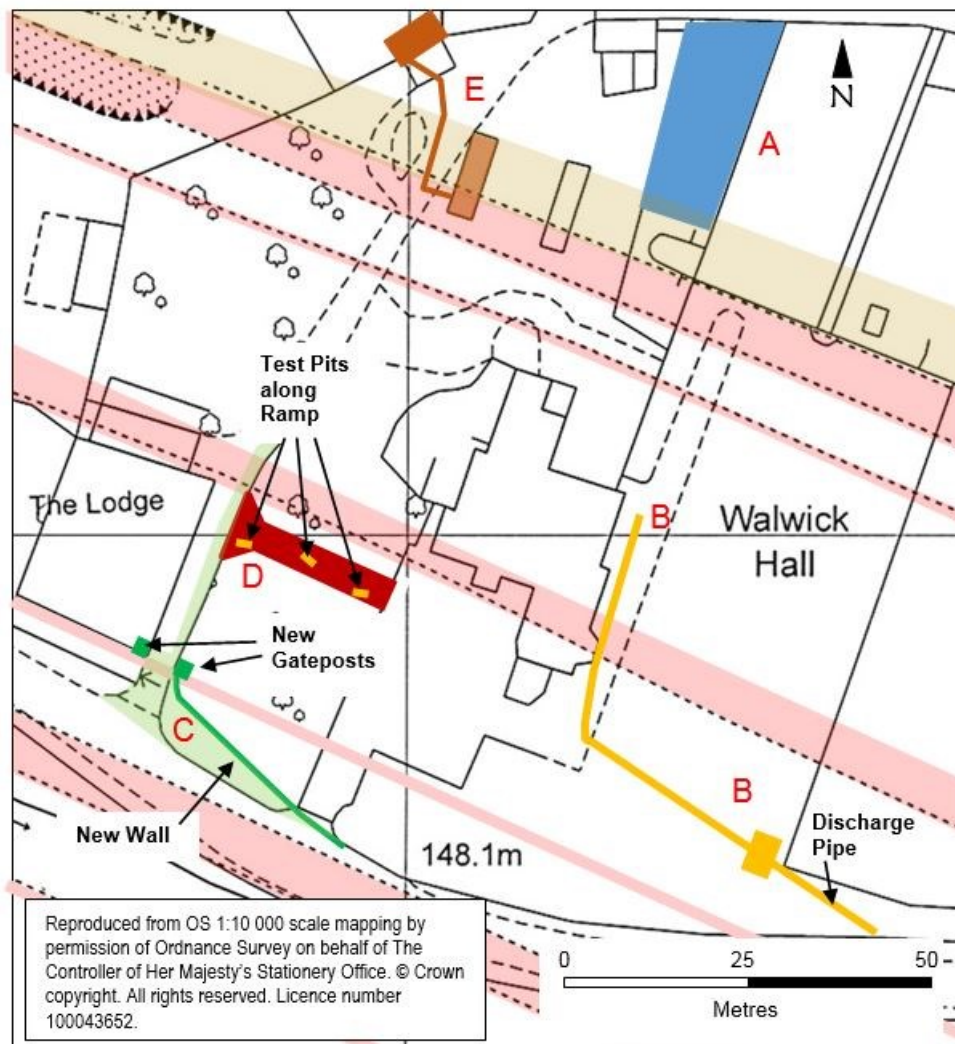 E
N
A
Test Pits
along
Ramp
The Lodge
B
Walwick
Hall
D
New
Gateposts
C
B
New Wall
Discharge
Pipe
148.1m
Reproduced from OS 1:10 000 scale mapping by
permission of Ordnance Survey on behalf of The
Controller of Her Majesty's Stationery Office. © Crown
copyright. All rights reserved. Licence number
100043652.
0 25 50
Metres